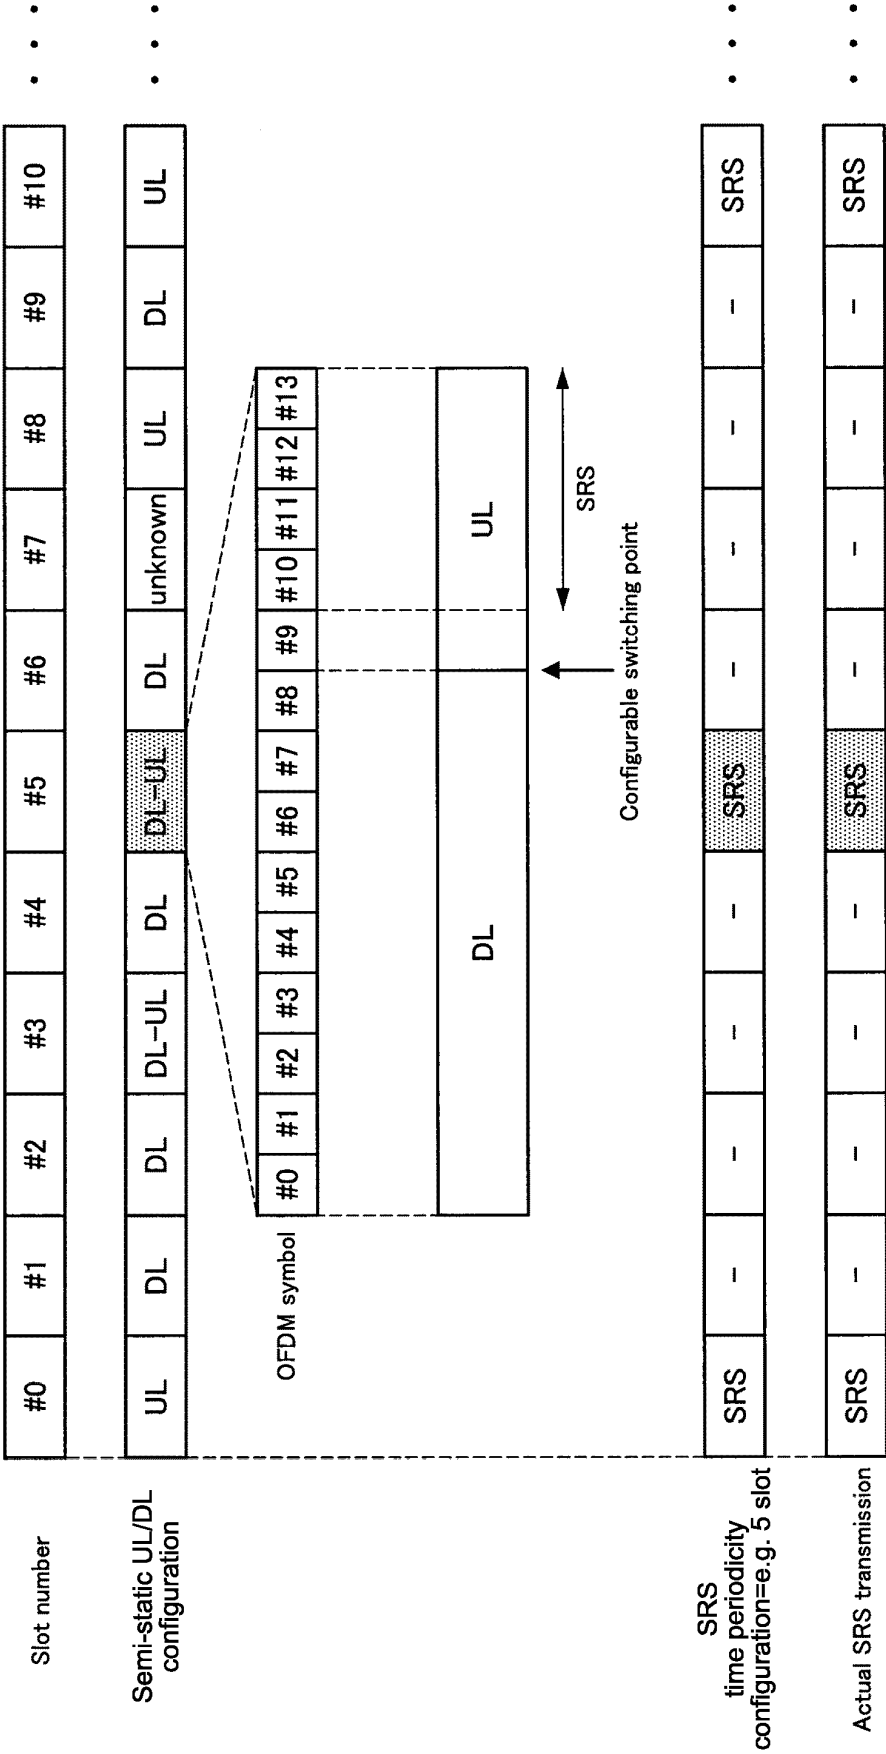 Slot number
#0 #1 #2 #3 #4 #5 #6 #7 #8 #9 #10
Semi-static UL/DL
configuration
UL DL DL DL-UL DL DL-UL DL unknown UL DL UL
OFDM symbol
#0 #1 #2 #3 #4 #5 #6 #7 #8 #9 #10 #11 #12 #13
DL UL
SRS
Configurable switching point
SRS
time periodicity
configuration=e.g. 5 slot
SRS - - - - SRS - - - - SRS
Actual SRS transmission
SRS - - - - SRS - - - - SRS